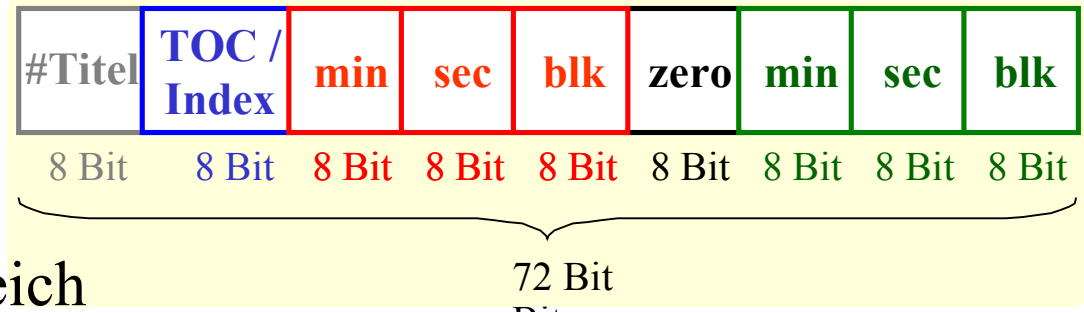 #Titel TOC / Index min sec blk zero min sec blk
8 Bit 8 Bit 8 Bit 8 Bit 8 Bit 8 Bit 8 Bit 8 Bit 8 Bit
72 Bit
eich